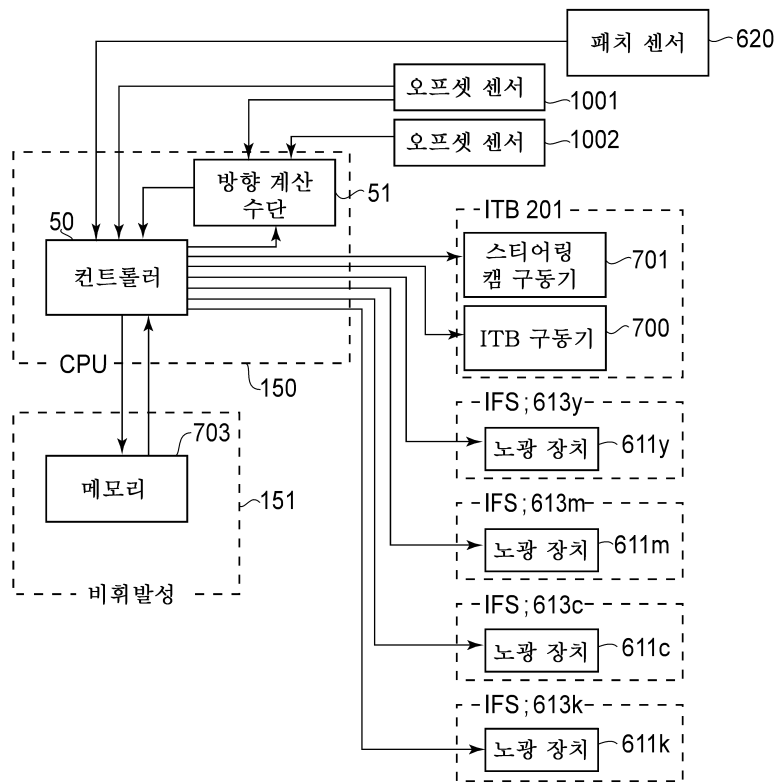 패치 센서
620
오프셋 센서
1001
오프셋 센서
1002
방향 계산
수단
51
50
컨트롤러
CPU
150
703
메모리
151
비휘발성
ITB 201
스티어링
캠 구동기
701
ITB 구동기
700
IFS ; 613y
노광 장치
611y
IFS ; 613m
노광 장치
611m
IFS ; 613c
노광 장치
611c
IFS ; 613k
노광 장치
611k